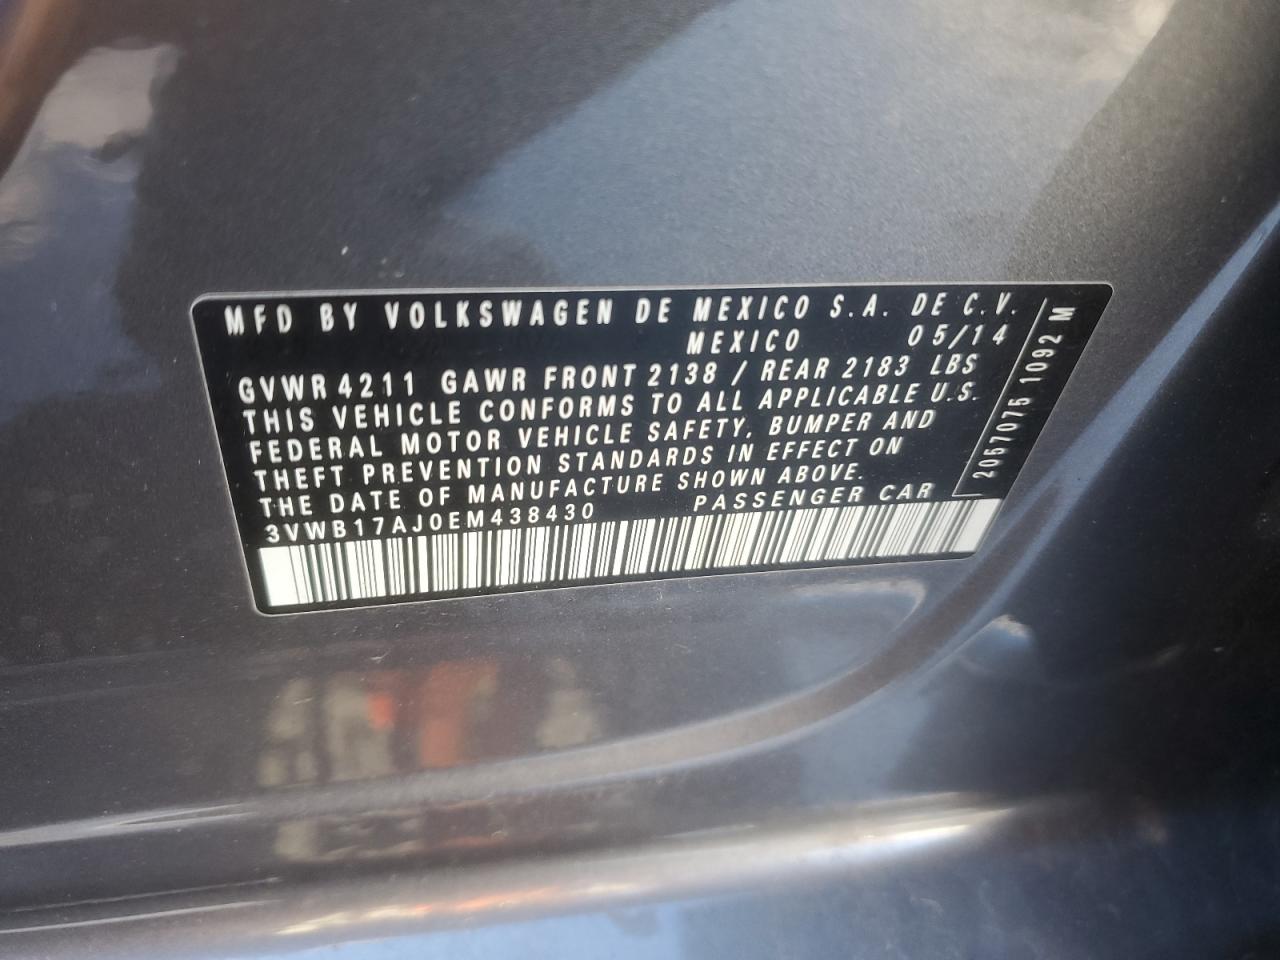 MFD BY VOLKSWAGEN DE MEXICO S.A. DE C.V.
MEXICO 05/14
GVWR 4211 GAWR FRONT 2138 / REAR 2183 LBS
THIS VEHICLE CONFORMS TO ALL APPLICABLE U.S.
FEDERAL MOTOR VEHICLE SAFETY, BUMPER AND
THEFT PREVENTION STANDARDS IN EFFECT ON
THE DATE OF MANUFACTURE SHOWN ABOVE.
3VWB17AJ0EM438430 PASSENGER CAR
2057075 1092 M